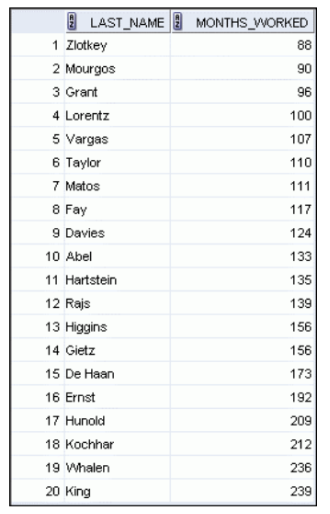 LAST_NAME MONTHS_WORKED
1 Zlotkey 88
2 Mourgos 90
3 Grant 96
4 Lorentz 100
5 Vargas 107
6 Taylor 110
7 Matos 111
8 Fay 117
9 Davies 124
10 Abel 133
11 Hartstein 135
12 Rajs 139
13 Higgins 156
14 Gietz 156
15 De Haan 173
16 Ernst 192
17 Hunold 209
18 Kochhar 212
19 Whalen 236
20 King 239